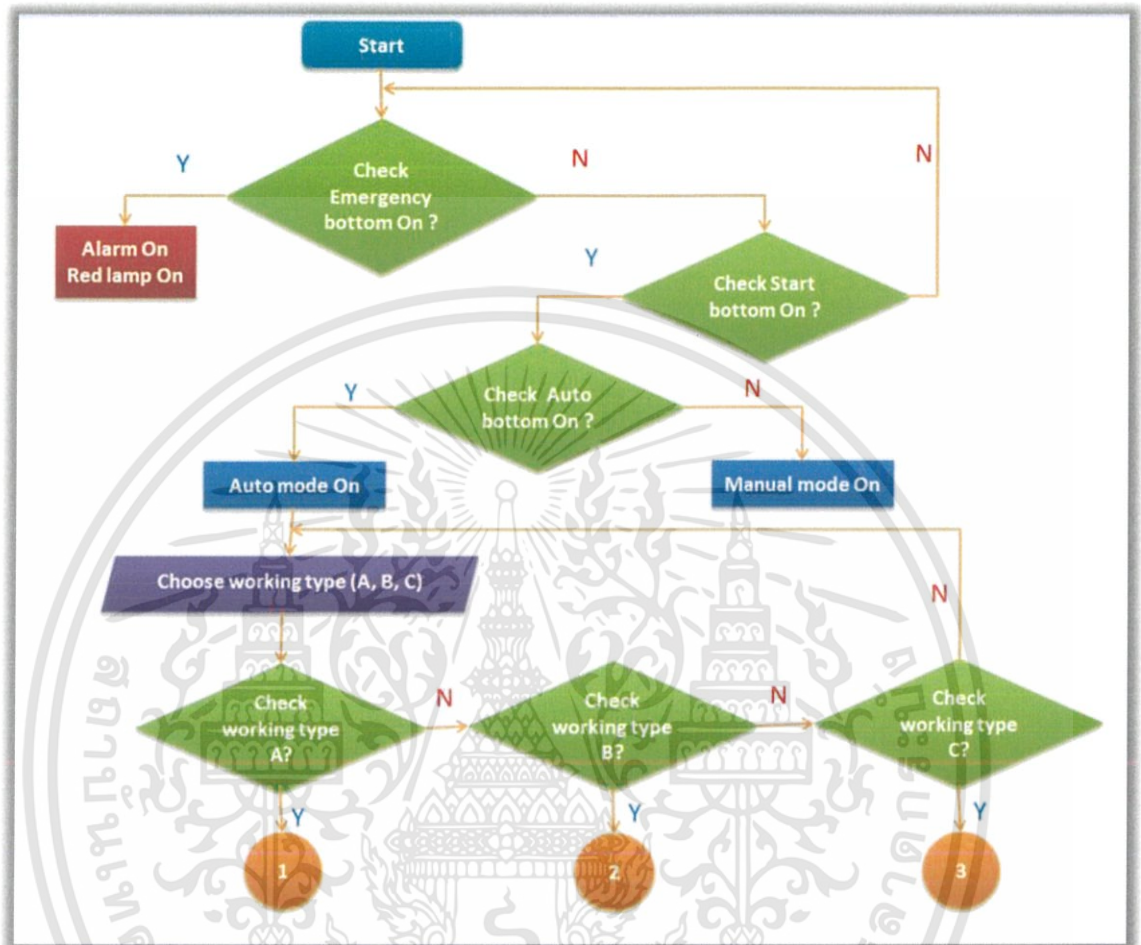 Start
Y
N
N
Check
Emergency
bottom On ?
Alarm On
Red lamp On
Y
Check Start
bottom On ?
Y
Check Auto
bottom On ?
N
Auto mode On
Manual mode On
Choose working type (A, B, C)
N
Check
working type
A?
N
Check
working type
B?
N
Check
working type
C?
Y
Y
Y
1
2
3